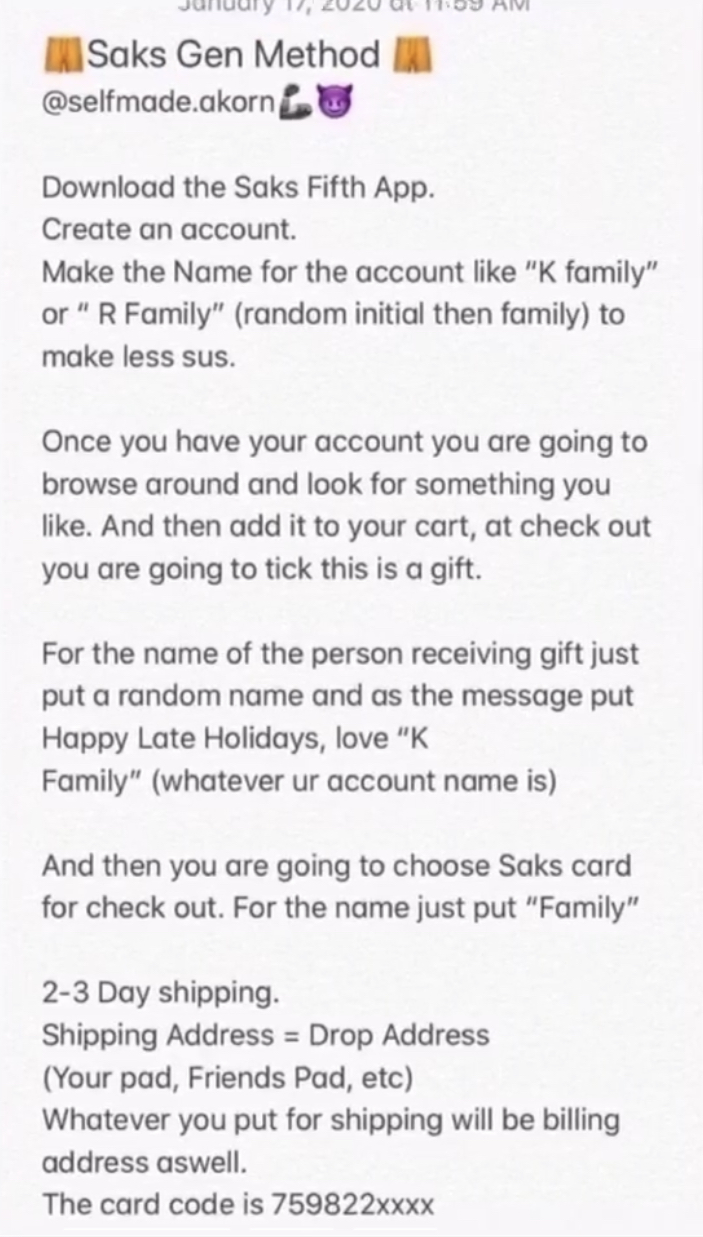 January 17, 2020 at 11:59 AM
🩳Saks Gen Method 🩳
@selfmade.akorn🦾😈
Download the Saks Fifth App.
Create an account.
Make the Name for the account like "K family"
or " R Family" (random initial then family) to
make less sus.
Once you have your account you are going to
browse around and look for something you
like. And then add it to your cart, at check out
you are going to tick this is a gift.
For the name of the person receiving gift just
put a random name and as the message put
Happy Late Holidays, love "K
Family" (whatever ur account name is)
And then you are going to choose Saks card
for check out. For the name just put "Family"
2-3 Day shipping.
Shipping Address = Drop Address
(Your pad, Friends Pad, etc)
Whatever you put for shipping will be billing
address aswell.
The card code is 759822xxxx